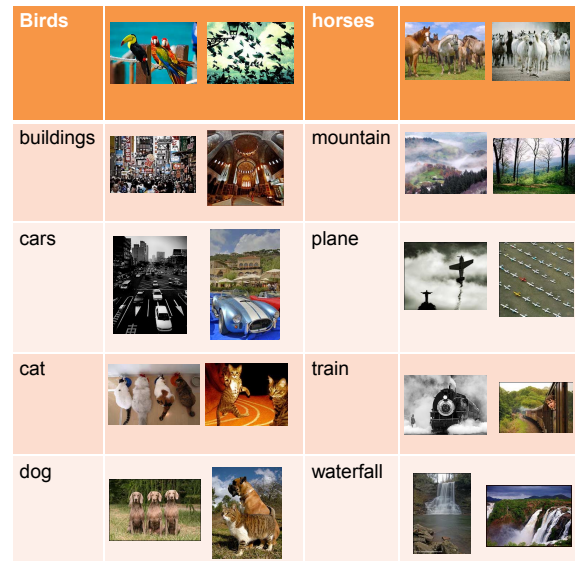 Birds
horses
buildings
mountain
cars
plane
cat
train
dog
waterfall